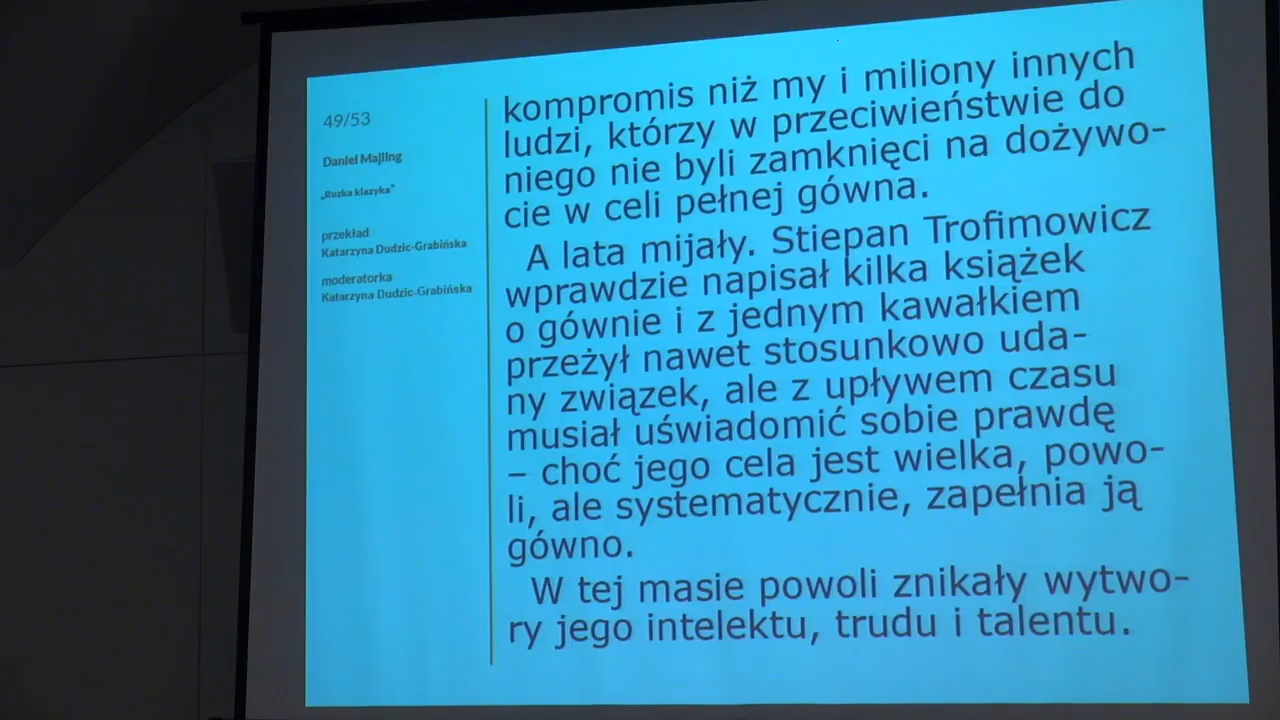 49/53
Daniel Majling
„Ruzka klazyka”
przekład
Katarzyna Dudzic-Grabińska
moderatorka
Katarzyna Dudzic-Grabińska
kompromis niż my i miliony innych
ludzi, którzy w przeciwieństwie do
niego nie byli zamknięci na dożywo-
cie w celi pełnej gówna.
A lata mijały. Stiepan Trofimowicz
wprawdzie napisał kilka książek
o gównie i z jednym kawałkiem
przeżył nawet stosunkowo uda-
ny związek, ale z upływem czasu
musiał uświadomić sobie prawdę
– choć jego cela jest wielka, powo-
li, ale systematycznie, zapełnia ją
gówno.
W tej masie powoli znikały wytwo-
ry jego intelektu, trudu i talentu.